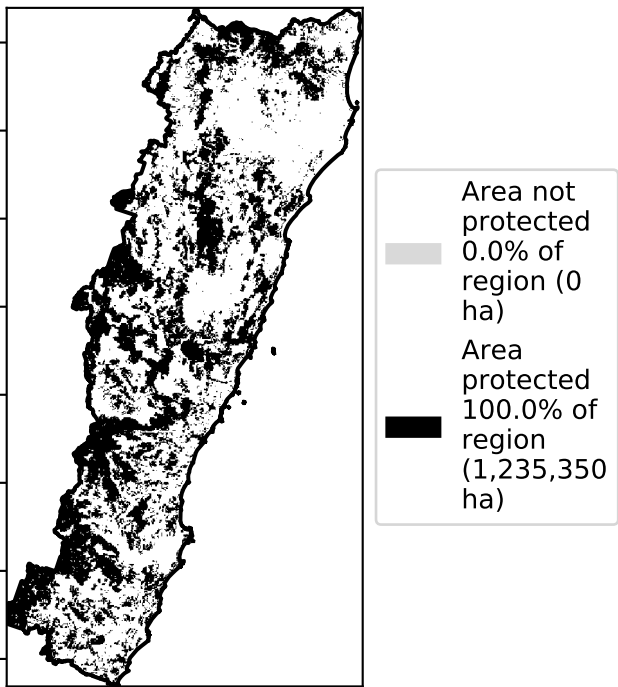 Area not
protected
0.0% of
region (0
ha)
Area
protected
100.0% of
region
(1,235,350
ha)